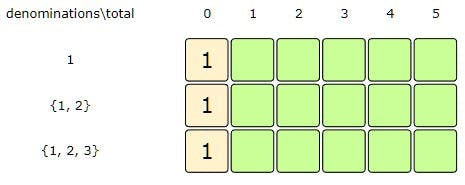 denominations\total 0 1 2 3 4 5
1 1
{1, 2} 1
{1, 2, 3} 1